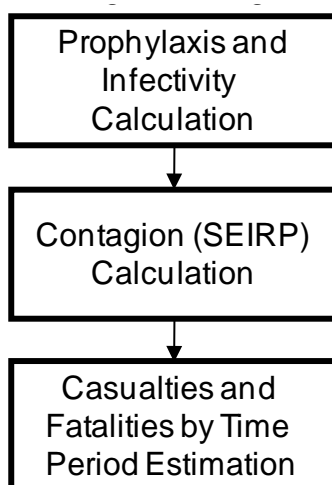 Prophylaxis and
Infectivity
Calculation
Contagion (SEIRP)
Calculation
Casualties and
Fatalities by Time
Period Estimation